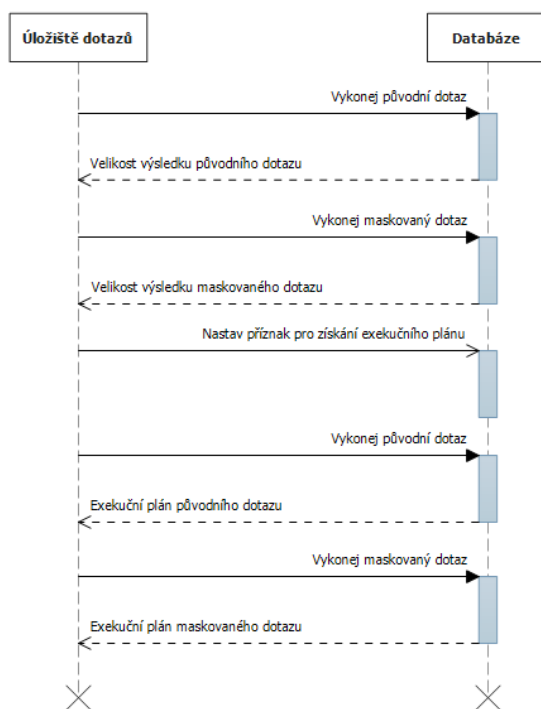 Úložiště dotazů
Databáze
Vykonej původní dotaz
Velikost výsledku původního dotazu
Vykonej maskovaný dotaz
Velikost výsledku maskovaného dotazu
Nastav příznak pro získání exekučního plánu
Vykonej původní dotaz
Exekuční plán původního dotazu
Vykonej maskovaný dotaz
Exekuční plán maskovaného dotazu